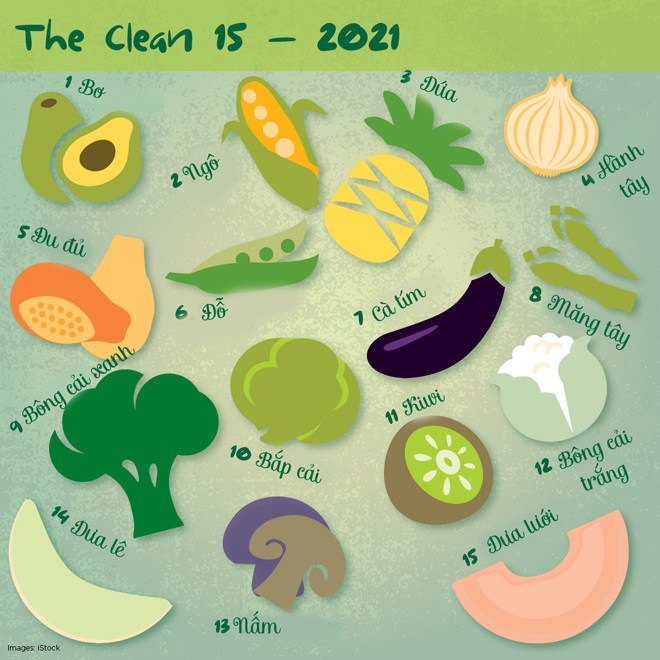 The Clean 15 – 2021
1 Bơ
2 Ngô
3 Dứa
4 Hành
tây
5 Đu đủ
6 Đỗ
7 Cà tím
8 Măng tây
9 Bông cải xanh
10 Bắp cải
11 Kiwi
12 Bông cải
trắng
13 Nấm
14 Dưa lê
15 Dưa lưới
Images: iStock